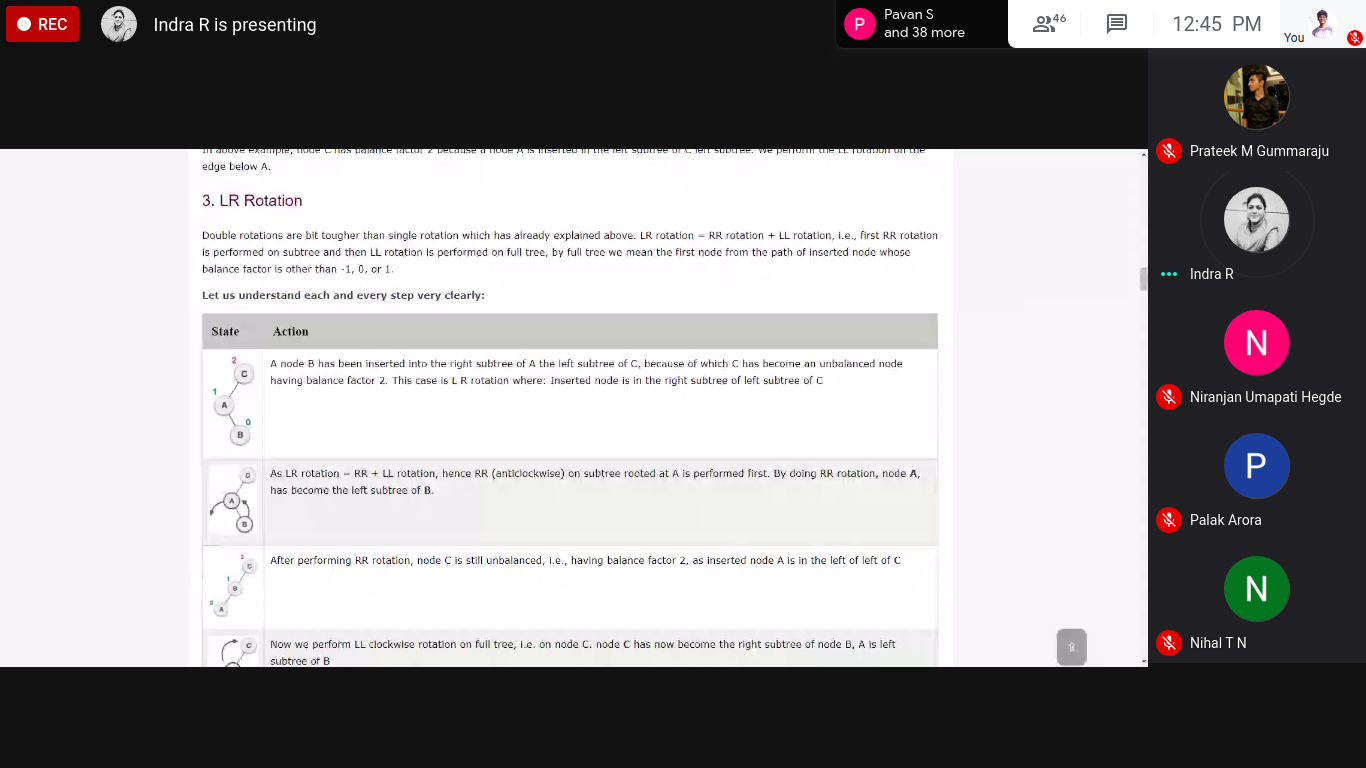 REC
Indra R is presenting
P
Pavan S
and 38 more
46
12:45 PM
You
In above example, node C has balance factor 2 because a node A is inserted in the left subtree of C left subtree. We perform the LL rotation on the
edge below A.
3. LR Rotation
Double rotations are bit tougher than single rotation which has already explained above. LR rotation = RR rotation + LL rotation, i.e., first RR rotation
is performed on subtree and then LL rotation is performed on full tree, by full tree we mean the first node from the path of inserted node whose
balance factor is other than -1, 0, or 1.
Let us understand each and every step very clearly:
State Action
2
C
1
A
0
B
A node B has been inserted into the right subtree of A the left subtree of C, because of which C has become an unbalanced node
having balance factor 2. This case is L R rotation where: Inserted node is in the right subtree of left subtree of C
A
B
As LR rotation = RR + LL rotation, hence RR (anticlockwise) on subtree rooted at A is performed first. By doing RR rotation, node A,
has become the left subtree of B.
2
C
1
B
A
After performing RR rotation, node C is still unbalanced, i.e., having balance factor 2, as inserted node A is in the left of left of C
C
Now we perform LL clockwise rotation on full tree, i.e. on node C. node C has now become the right subtree of node B, A is left
subtree of B
Prateek M Gummaraju
Indra R
N
Niranjan Umapati Hegde
P
Palak Arora
N
Nihal T N